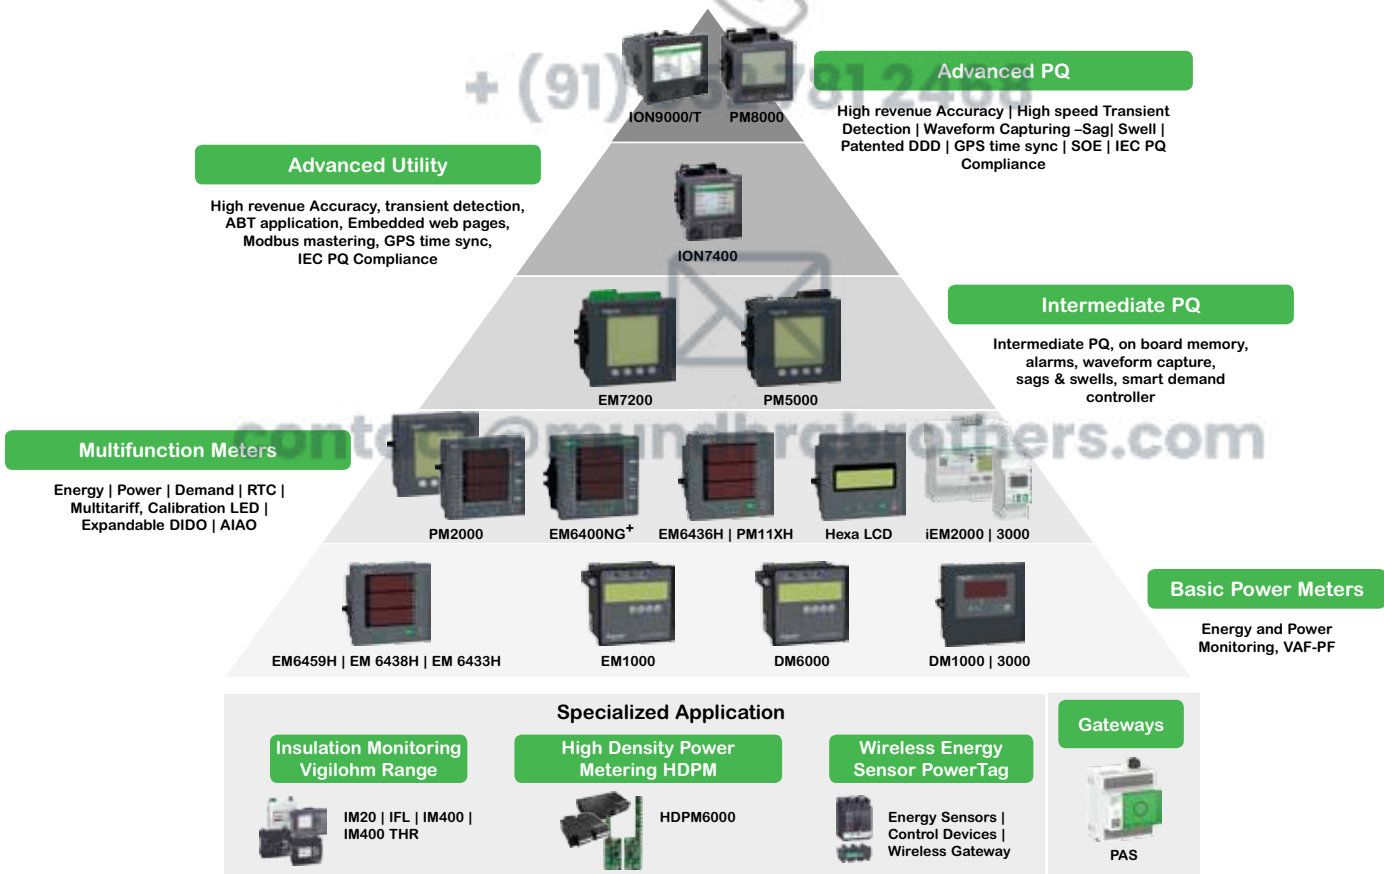 Advanced PQ
+ (91)
7812468
ION9000/T
PM8000
High revenue Accuracy | High speed Transient
Detection | Waveform Capturing –Sag| Swell |
Patented DDD | GPS time sync | SOE | IEC PQ
Compliance
Advanced Utility
High revenue Accuracy, transient detection,
ABT application, Embedded web pages,
Modbus mastering, GPS time sync,
IEC PQ Compliance
ION7400
Intermediate PQ
Intermediate PQ, on board memory,
alarms, waveform capture,
sags & swells, smart demand
controller
EM7200
PM5000
contact@mundhrabrothers.com
Multifunction Meters
Energy | Power | Demand | RTC |
Multitariff, Calibration LED |
Expandable DIDO | AIAO
PM2000
EM6400NG+
EM6436H | PM11XH
Hexa LCD
iEM2000 | 3000
Basic Power Meters
Energy and Power
Monitoring, VAF-PF
EM6459H | EM 6438H | EM 6433H
EM1000
DM6000
DM1000 | 3000
Specialized Application
Insulation Monitoring
Vigilohm Range
IM20 | IFL | IM400 |
IM400 THR
High Density Power
Metering HDPM
HDPM6000
Wireless Energy
Sensor PowerTag
Energy Sensors |
Control Devices |
Wireless Gateway
Gateways
PAS